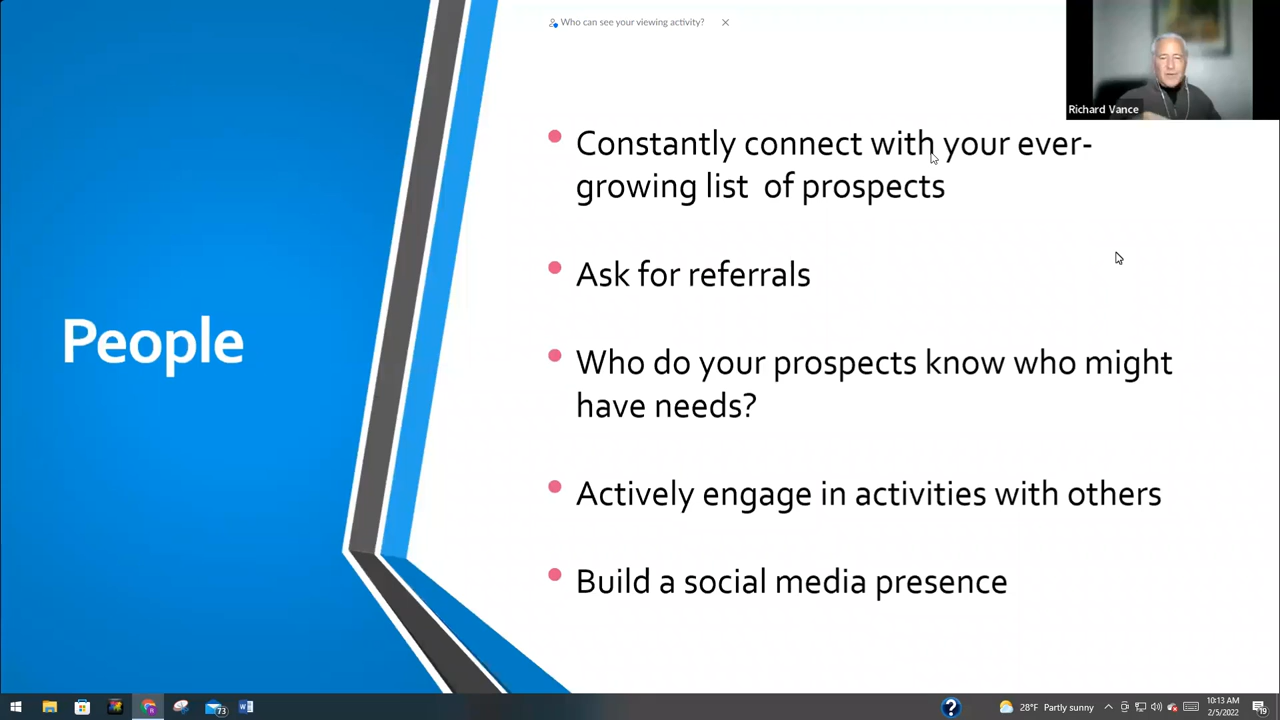 Who can see your viewing activity?
Richard Vance
Constantly connect with your ever-
growing list of prospects
Ask for referrals
People
Who do your prospects know who might
have needs?
Actively engage in activities with others
Build a social media presence
73
28°F Partly sunny
10:13 AM
2/5/2022
19